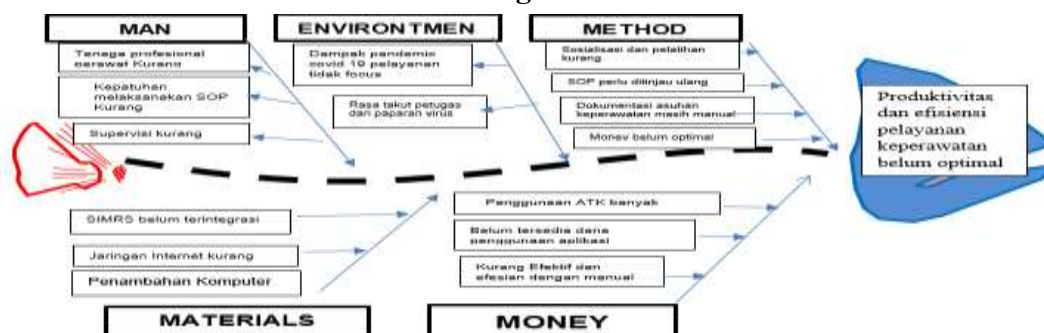 MAN
ENVIRONTMEN
METHOD
Tenaga profesional
perawat Kurang
Kepatuhan
melaksanakan SOP
Kurang
Supervisi kurang
Dampak pandemic
covid 19 pelayanan
tidak focus
Rasa takut petugas
dan paparan virus
Sosialisasi dan pelatihan
kurang
SOP perlu ditinjau ulang
Dokumentasi asuhan
keperawatan masih manual
Monev belum optimal
Produktivitas
dan efisiensi
pelayanan
keperawatan
belum optimal
SIMRS belum terintegrasi
Jaringan Internet kurang
Penambahan Komputer
Penggunaan ATK banyak
Belum tersedia dana
penggunaan aplikasi
Kurang Efektif dan
efesian dengan manual
MATERIALS
MONEY